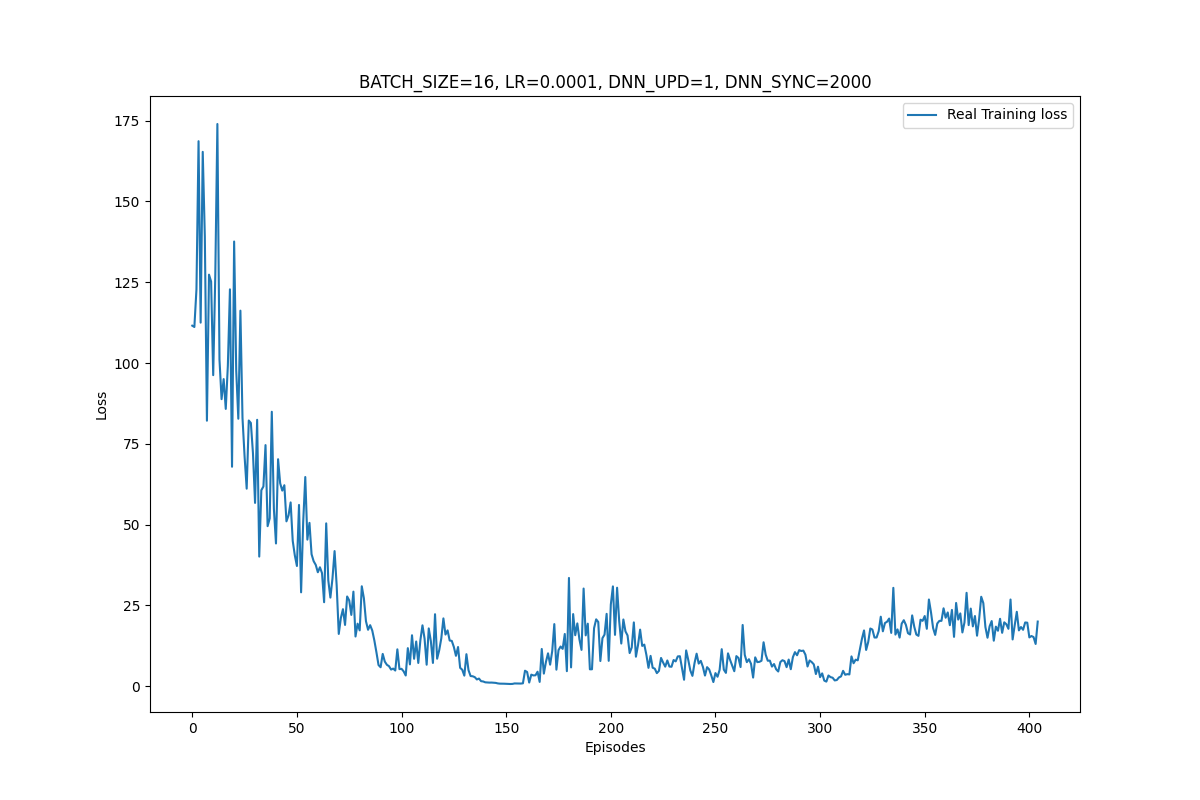 BATCH_SIZE=16, LR=0.0001, DNN_UPD=1, DNN_SYNC=2000
Real Training loss
175
150
125
100
75
50
25
0
Loss
0 50 100 150 200 250 300 350 400
Episodes